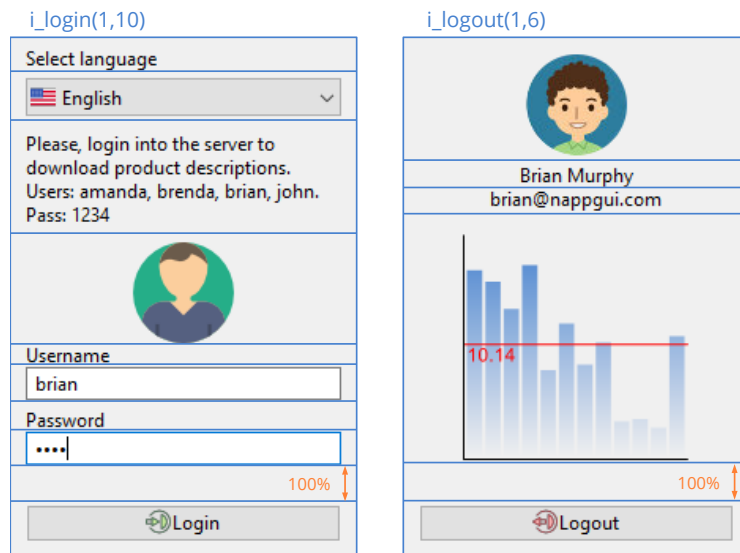 i_login(1,10)
Select language
English
Please, login into the server to
download product descriptions.
Users: amanda, brenda, brian, john.
Pass: 1234
Username
brian
Password
••••
100%
Login
i_logout(1,6)
Brian Murphy
brian@nappgui.com
10.14
100%
Logout